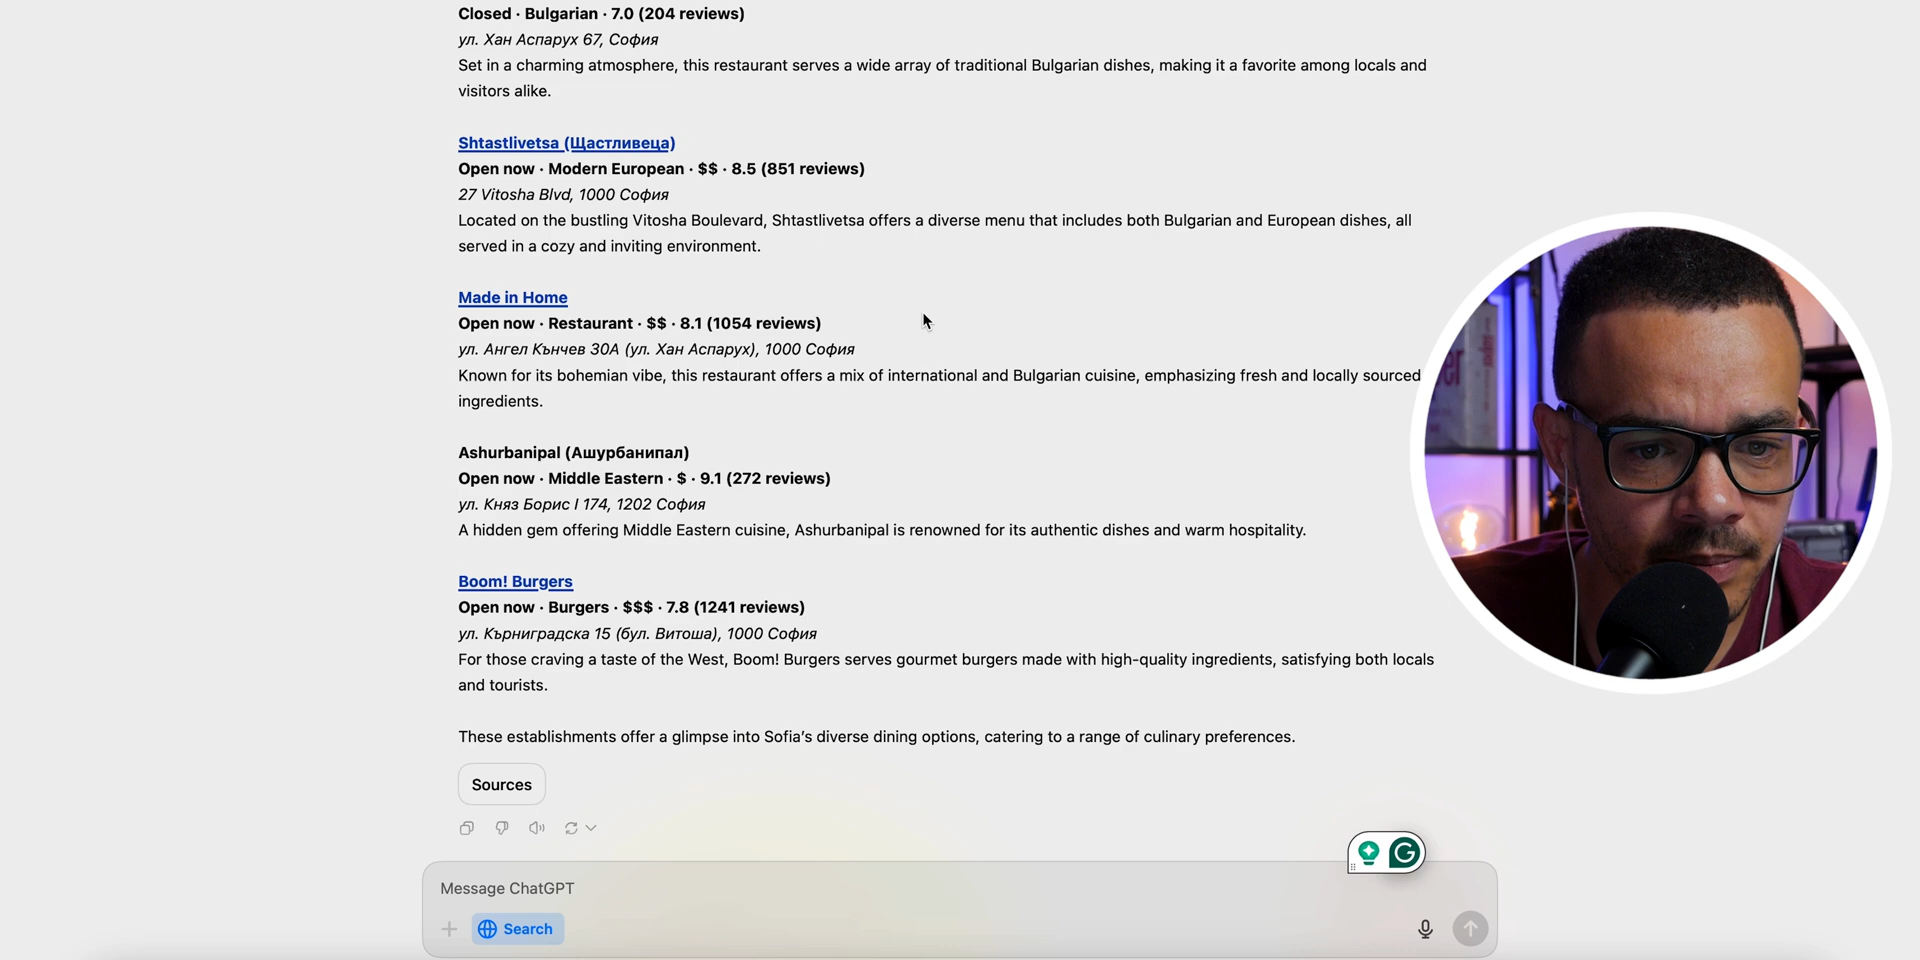 Closed · Bulgarian · 7.0 (204 reviews)
ул. Хан Аспарух 67, София
Set in a charming atmosphere, this restaurant serves a wide array of traditional Bulgarian dishes, making it a favorite among locals and
visitors alike.
Shtastlivetsa (Щастливеца)
Open now · Modern European · $$ · 8.5 (851 reviews)
27 Vitosha Blvd, 1000 София
Located on the bustling Vitosha Boulevard, Shtastlivetsa offers a diverse menu that includes both Bulgarian and European dishes, all
served in a cozy and inviting environment.
Made in Home
Open now · Restaurant · $$ · 8.1 (1054 reviews)
ул. Ангел Кънчев 30А (ул. Хан Аспарух), 1000 София
Known for its bohemian vibe, this restaurant offers a mix of international and Bulgarian cuisine, emphasizing fresh and locally sourced
ingredients.
Ashurbanipal (Ашурбанипал)
Open now · Middle Eastern · $ · 9.1 (272 reviews)
ул. Княз Борис I 174, 1202 София
A hidden gem offering Middle Eastern cuisine, Ashurbanipal is renowned for its authentic dishes and warm hospitality.
Boom! Burgers
Open now · Burgers · $$$ · 7.8 (1241 reviews)
ул. Кърниградска 15 (бул. Витоша), 1000 София
For those craving a taste of the West, Boom! Burgers serves gourmet burgers made with high-quality ingredients, satisfying both locals
and tourists.
These establishments offer a glimpse into Sofia's diverse dining options, catering to a range of culinary preferences.
Sources
Message ChatGPT
Search